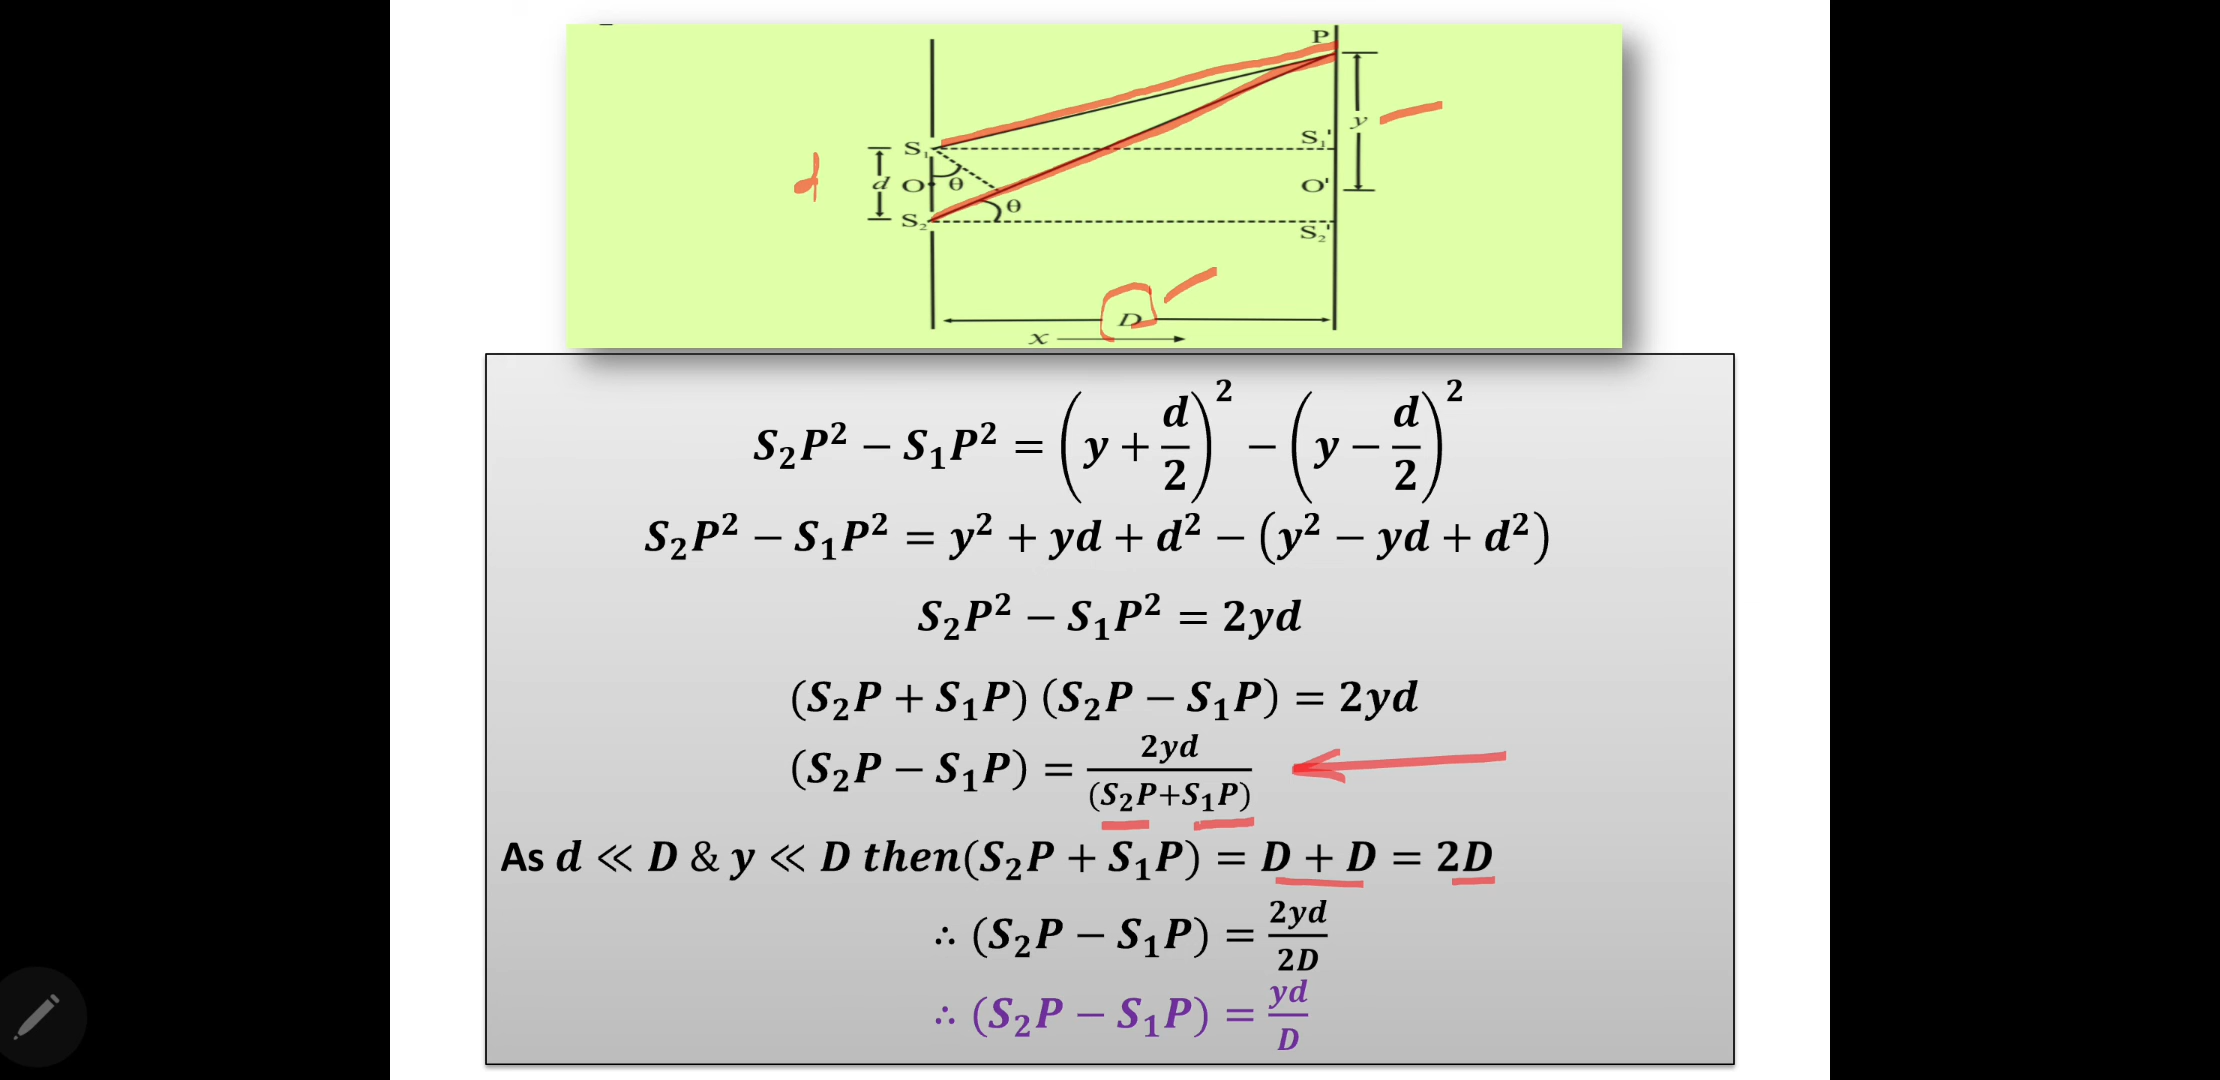 P
y
S₁
S₁'
d
d
O
θ
O'
θ
S₂
S₂'
D
x
S₂P² − S₁P² = (y + d/2)² − (y − d/2)²
S₂P² − S₁P² = y² + yd + d² − (y² − yd + d²)
S₂P² − S₁P² = 2yd
(S₂P + S₁P) (S₂P − S₁P) = 2yd
(S₂P − S₁P) = 2yd/(S₂P+S₁P)
As d ≪ D & y ≪ D then(S₂P + S₁P) = D + D = 2D
∴ (S₂P − S₁P) = 2yd/2D
∴ (S₂P − S₁P) = yd/D